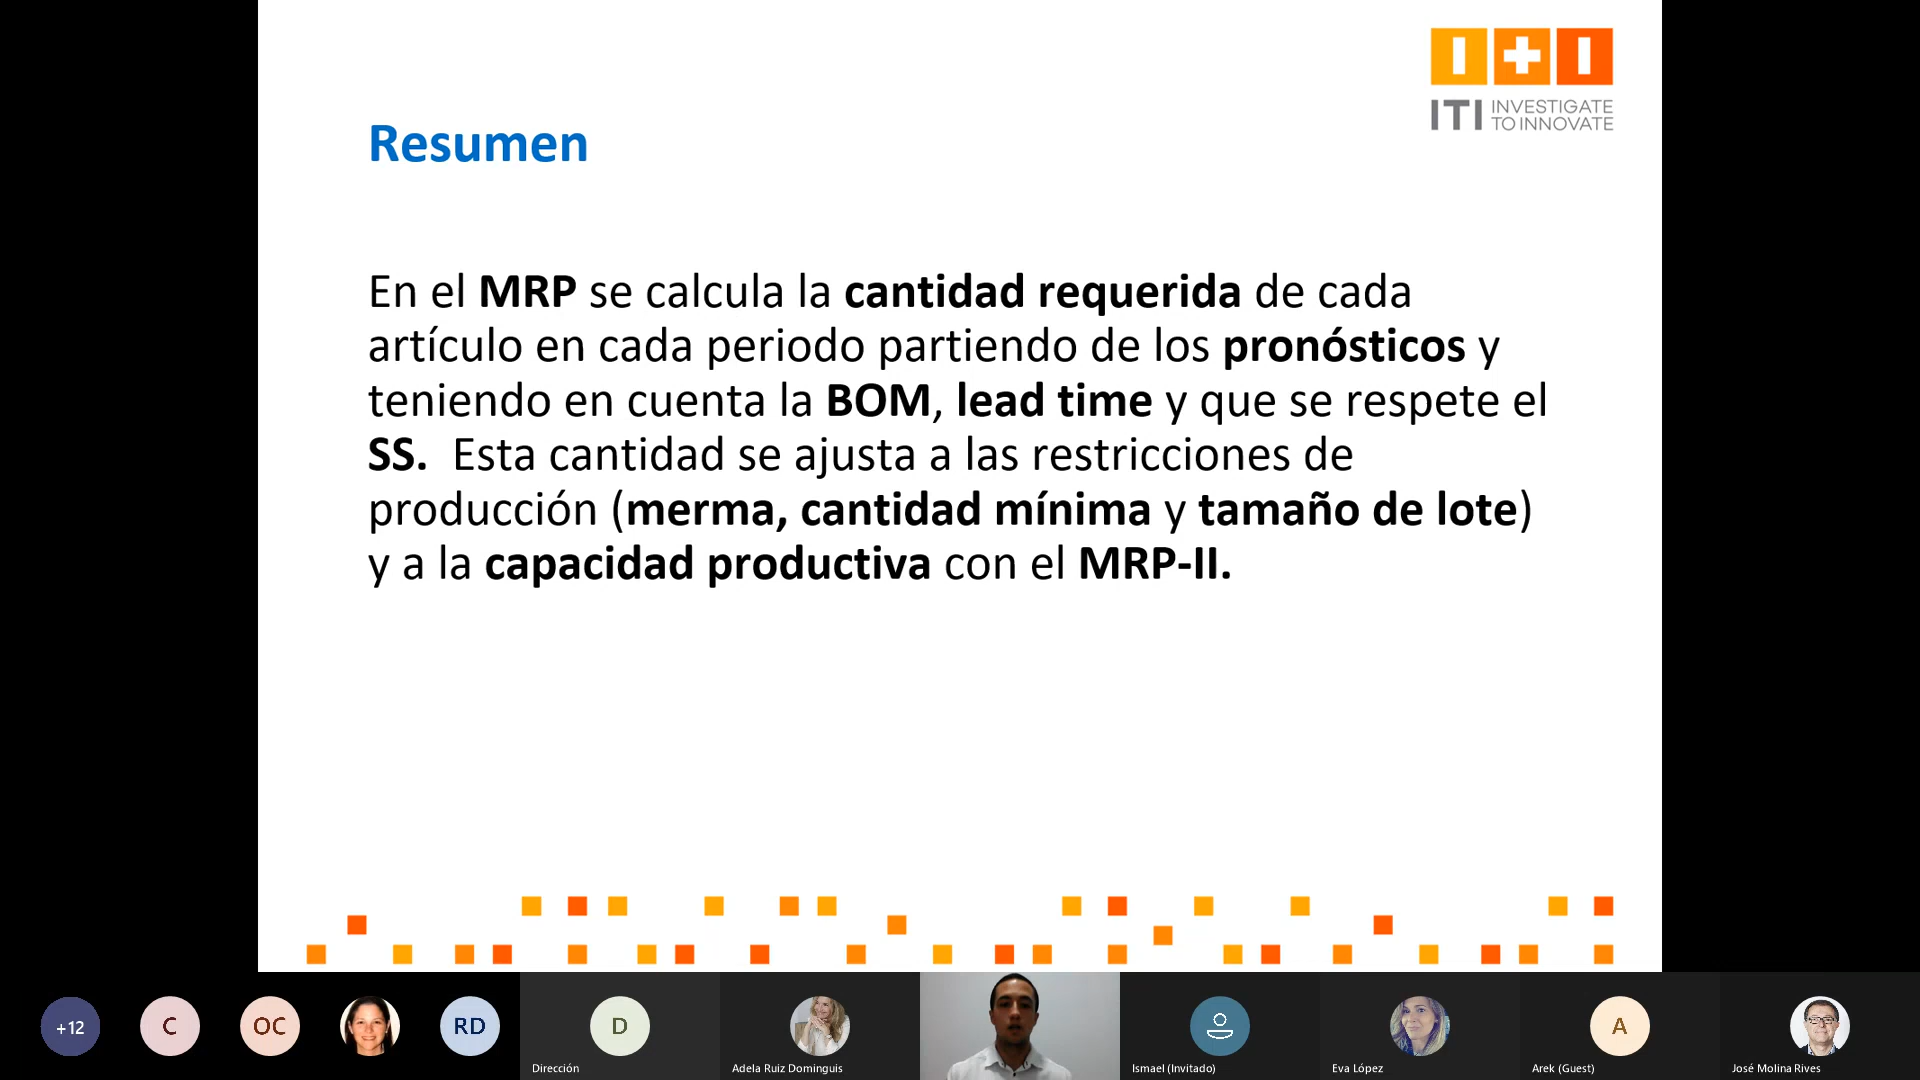 I+I
ITI INVESTIGATE
TO INNOVATE
Resumen
En el MRP se calcula la cantidad requerida de cada
artículo en cada periodo partiendo de los pronósticos y
teniendo en cuenta la BOM, lead time y que se respete el
SS. Esta cantidad se ajusta a las restricciones de
producción (merma, cantidad mínima y tamaño de lote)
y a la capacidad productiva con el MRP-II.
+12
C
OC
RD
D
A
Dirección
Adela Ruiz Dominguis
Ismael (Invitado)
Eva López
Arek (Guest)
José Molina Rives